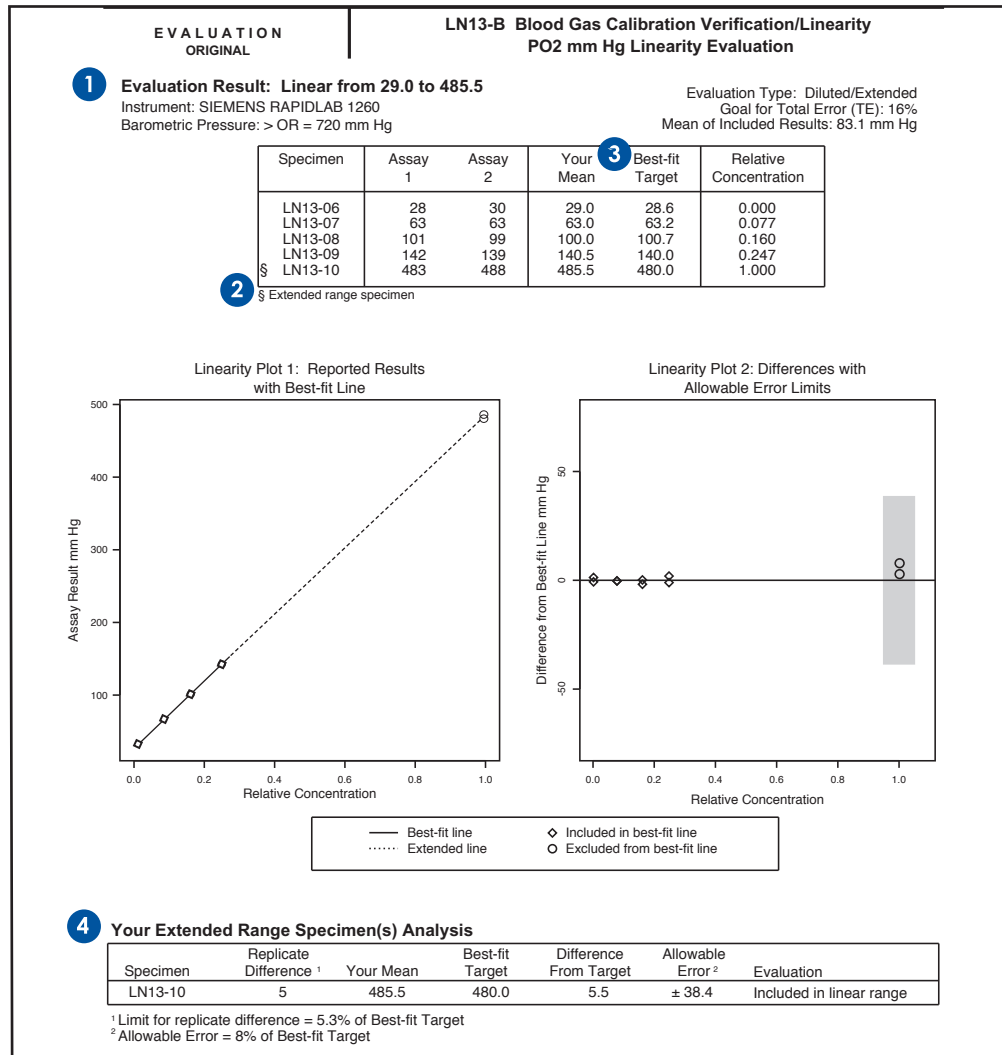 EVALUATION
ORIGINAL
LN13-B Blood Gas Calibration Verification/Linearity
PO2 mm Hg Linearity Evaluation
1
Evaluation Result: Linear from 29.0 to 485.5
Instrument: SIEMENS RAPIDLAB 1260
Barometric Pressure: > OR = 720 mm Hg
Evaluation Type: Diluted/Extended
Goal for Total Error (TE): 16%
Mean of Included Results: 83.1 mm Hg
3
Specimen Assay Assay Your Best-fit Relative
1 2 Mean Target Concentration
LN13-06 28 30 29.0 28.6 0.000
LN13-07 63 63 63.0 63.2 0.077
LN13-08 101 99 100.0 100.7 0.160
LN13-09 142 139 140.5 140.0 0.247
§ LN13-10 483 488 485.5 480.0 1.000
2
§ Extended range specimen
Linearity Plot 1: Reported Results
with Best-fit Line
500
400
300
200
100
Assay Result mm Hg
0.0 0.2 0.4 0.6 0.8 1.0
Relative Concentration
Linearity Plot 2: Differences with
Allowable Error Limits
50
0
-50
Difference from Best-fit Line mm Hg
0.0 0.2 0.4 0.6 0.8 1.0
Relative Concentration
Best-fit line Included in best-fit line
Extended line Excluded from best-fit line
4
Your Extended Range Specimen(s) Analysis
Replicate Best-fit Difference Allowable
Specimen Difference ¹ Your Mean Target From Target Error ² Evaluation
LN13-10 5 485.5 480.0 5.5 ± 38.4 Included in linear range
¹ Limit for replicate difference = 5.3% of Best-fit Target
² Allowable Error = 8% of Best-fit Target